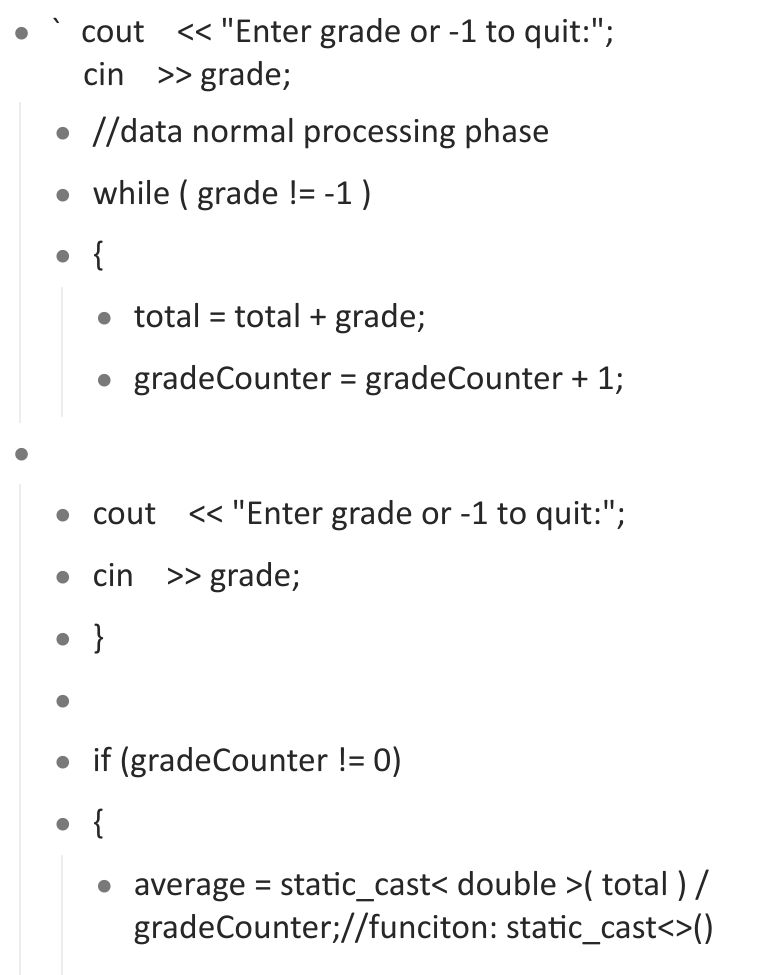 ` cout << "Enter grade or -1 to quit:";
cin >> grade;
//data normal processing phase
while ( grade != -1 )
{
total = total + grade;
gradeCounter = gradeCounter + 1;
cout << "Enter grade or -1 to quit:";
cin >> grade;
}
if (gradeCounter != 0)
{
average = static_cast< double >( total ) /
gradeCounter;//funciton: static_cast<>()